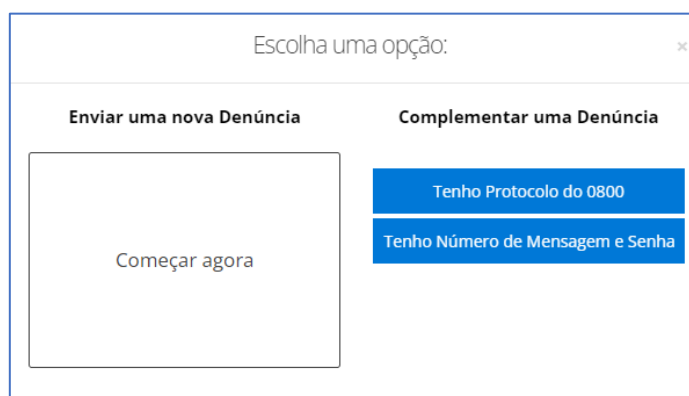 Escolha uma opção:
×
Enviar uma nova Denúncia
Começar agora
Complementar uma Denúncia
Tenho Protocolo do 0800
Tenho Número de Mensagem e Senha